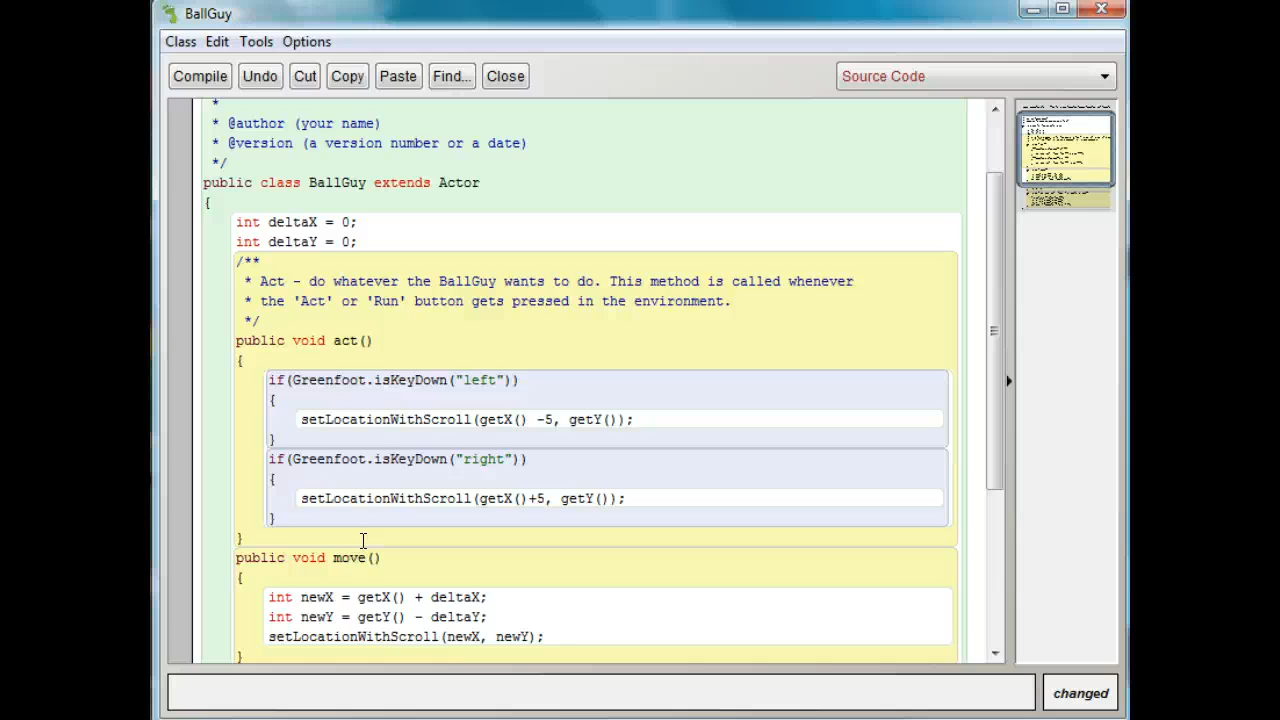 BallGuy
Class Edit Tools Options
Compile Undo Cut Copy Paste Find... Close Source Code
*
* @author (your name)
* @version (a version number or a date)
*/
public class BallGuy extends Actor
{
int deltaX = 0;
int deltaY = 0;
/**
* Act - do whatever the BallGuy wants to do. This method is called whenever
* the 'Act' or 'Run' button gets pressed in the environment.
*/
public void act()
{
if(Greenfoot.isKeyDown("left"))
{
setLocationWithScroll(getX() -5, getY());
}
if(Greenfoot.isKeyDown("right"))
{
setLocationWithScroll(getX()+5, getY());
}
}
public void move()
{
int newX = getX() + deltaX;
int newY = getY() - deltaY;
setLocationWithScroll(newX, newY);
}
changed